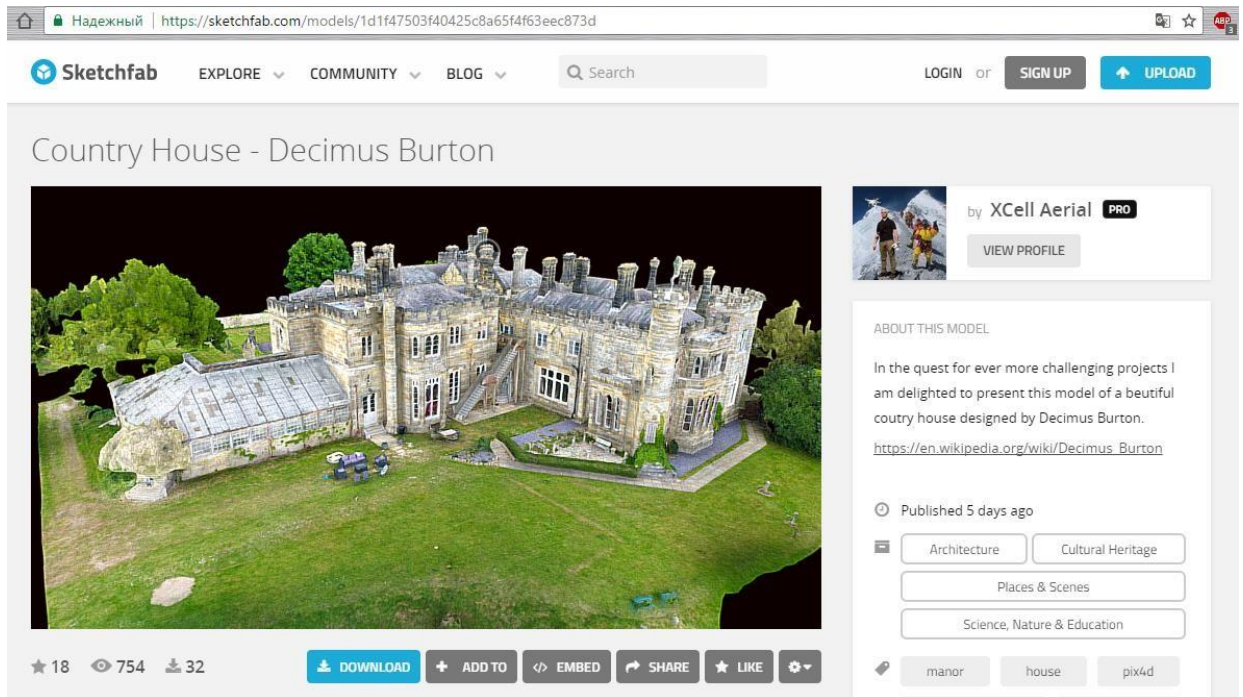 Надежный | https://sketchfab.com/models/1d1f47503f40425c8a65f4f63eec873d
ABP
3
Sketchfab EXPLORE COMMUNITY BLOG Search LOGIN or SIGN UP UPLOAD
Country House - Decimus Burton
by XCell Aerial PRO
VIEW PROFILE
ABOUT THIS MODEL
In the quest for ever more challenging projects I
am delighted to present this model of a beutiful
coutry house designed by Decimus Burton.
https://en.wikipedia.org/wiki/Decimus_Burton
Published 5 days ago
Architecture Cultural Heritage
Places & Scenes
Science, Nature & Education
manor house pix4d
18 754 32 DOWNLOAD + ADD TO </> EMBED SHARE LIKE